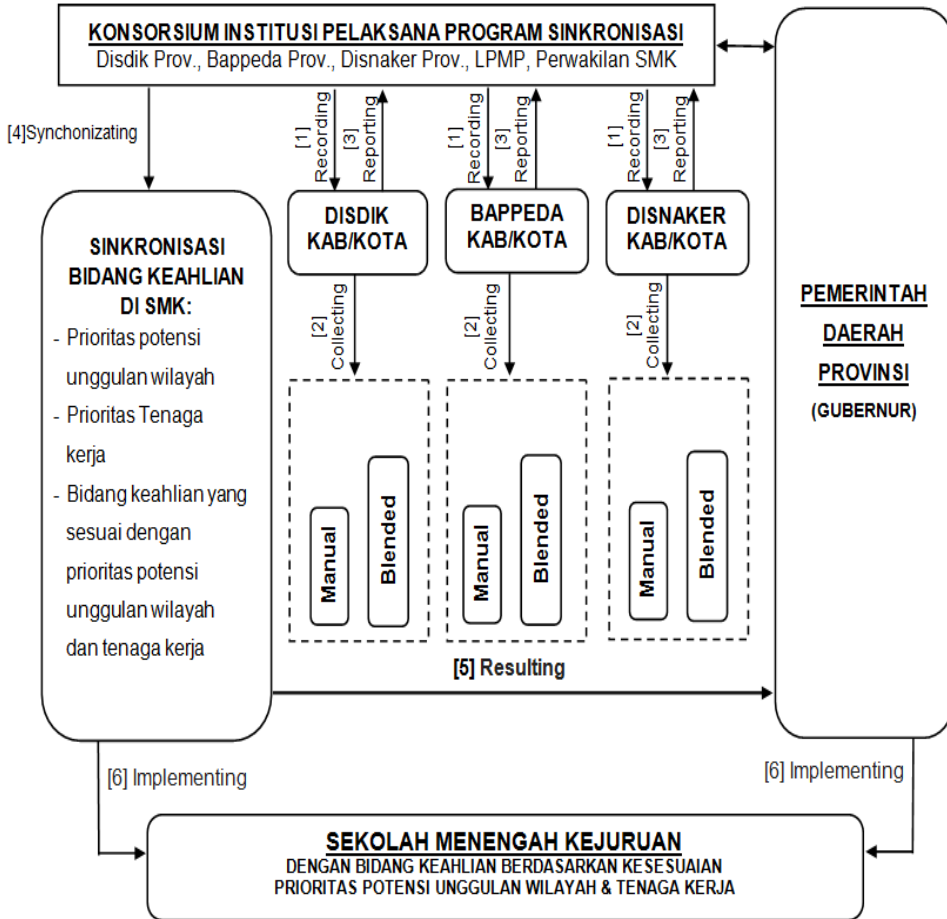 KONSORSIUM INSTITUSI PELAKSANA PROGRAM SINKRONISASI
Disdik Prov., Bappeda Prov., Disnaker Prov., LPMP, Perwakilan SMK
[4]Synchonizating
[1] Recording
[3] Reporting
[1] Recording
[3] Reporting
[1] Recording
[3] Reporting
DISDIK
KAB/KOTA
BAPPEDA
KAB/KOTA
DISNAKER
KAB/KOTA
SINKRONISASI
BIDANG KEAHLIAN
DI SMK:
- Prioritas potensi
unggulan wilayah
- Prioritas Tenaga
kerja
- Bidang keahlian yang
sesuai dengan
prioritas potensi
unggulan wilayah
dan tenaga kerja
[2] Collecting
[2] Collecting
[2] Collecting
Manual
Blended
Manual
Blended
Manual
Blended
PEMERINTAH
DAERAH
PROVINSI
(GUBERNUR)
[5] Resulting
[6] Implementing
[6] Implementing
SEKOLAH MENENGAH KEJURUAN
DENGAN BIDANG KEAHLIAN BERDASARKAN KESESUAIAN
PRIORITAS POTENSI UNGGULAN WILAYAH & TENAGA KERJA